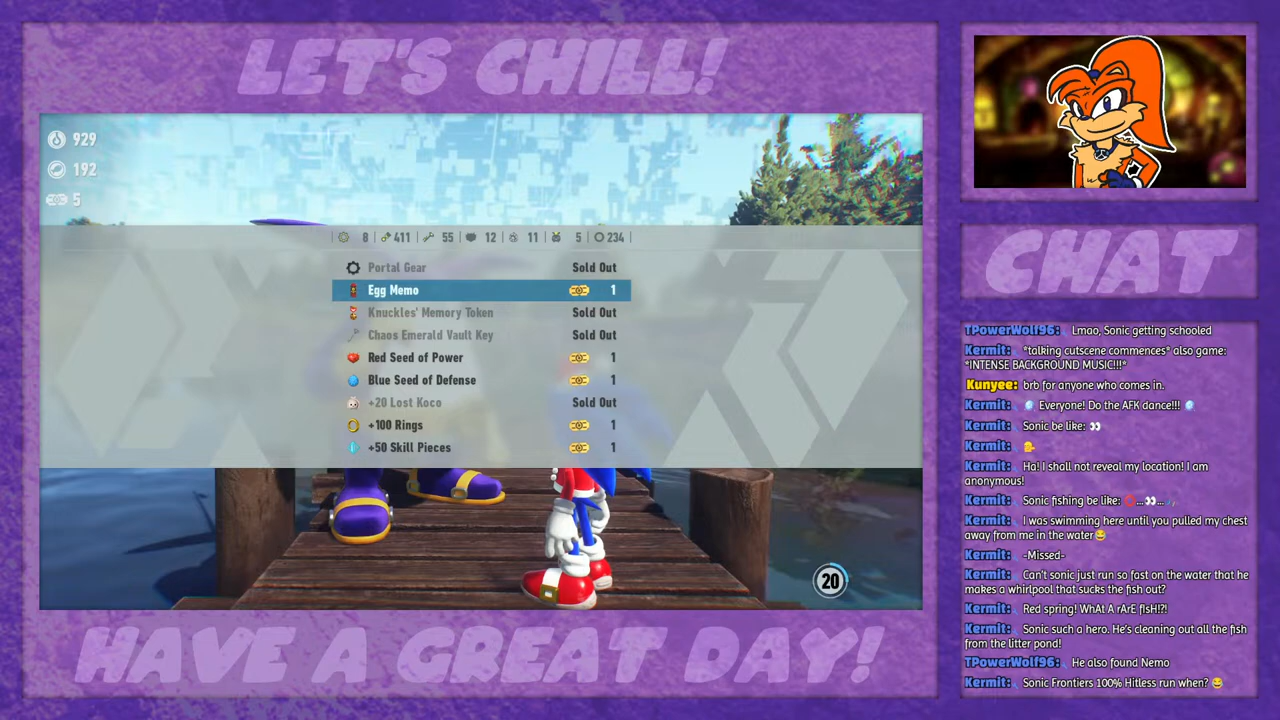 LET'S CHILL!
929
192
5
8 411 55 12 11 5 234
Portal Gear Sold Out
Egg Memo 1
Knuckles' Memory Token Sold Out
Chaos Emerald Vault Key Sold Out
Red Seed of Power 1
Blue Seed of Defense 1
+20 Lost Koco Sold Out
+100 Rings 1
+50 Skill Pieces 1
20
HAVE A GREAT DAY!
CHAT
TPowerWolf96: Lmao, Sonic getting schooled
Kermit: *talking cutscene commences* also game:
*INTENSE BACKGROUND MUSIC!!!*
Kunyee: brb for anyone who comes in.
Kermit: Everyone! Do the AFK dance!!!
Kermit: Sonic be like: 👀
Kermit:
Kermit: Ha! I shall not reveal my location! I am
anonymous!
Kermit: Sonic fishing be like: ⭕...👀...
Kermit: I was swimming here until you pulled my chest
away from me in the water😂
Kermit: -Missed-
Kermit: Can't sonic just run so fast on the water that he
makes a whirlpool that sucks the fish out?
Kermit: Red spring! WhAt A rArE fIsH!?!
Kermit: Sonic such a hero. He's cleaning out all the fish
from the litter pond!
TPowerWolf96: He also found Nemo
Kermit: Sonic Frontiers 100% Hitless run when? 😂